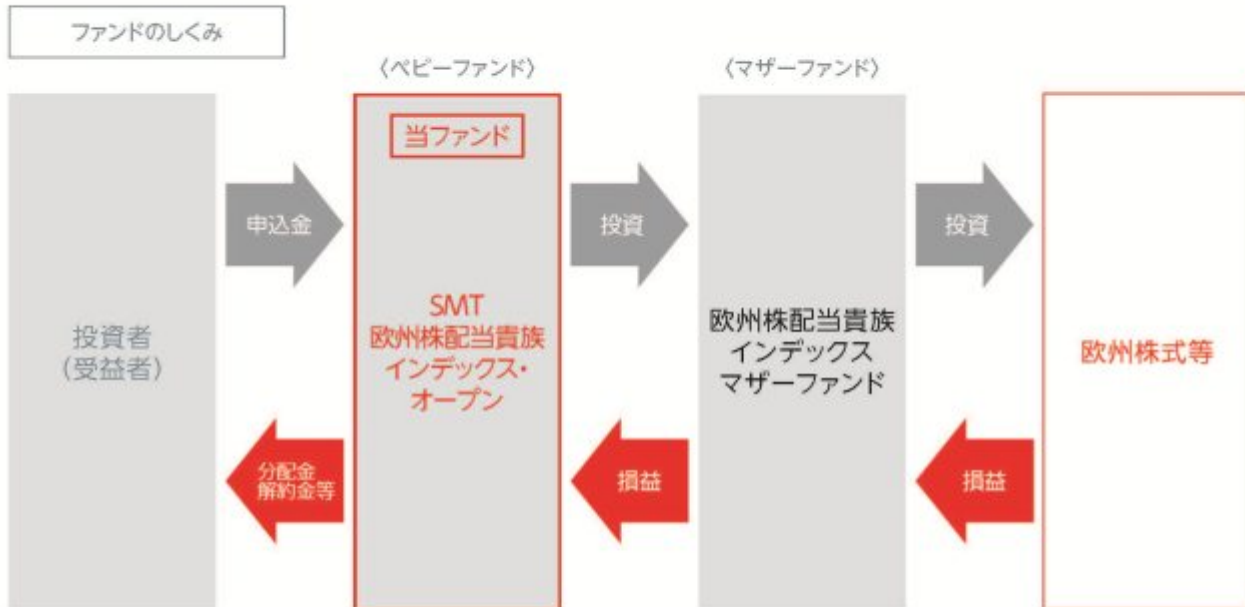 ファンドのしくみ
〈ベビーファンド〉
〈マザーファンド〉
当ファンド
申込金
投資
投資
投資者
(受益者)
SMT
欧州株配当貴族
インデックス・
オープン
欧州株配当貴族
インデックス
マザーファンド
欧州株式等
分配金
解約金等
損益
損益